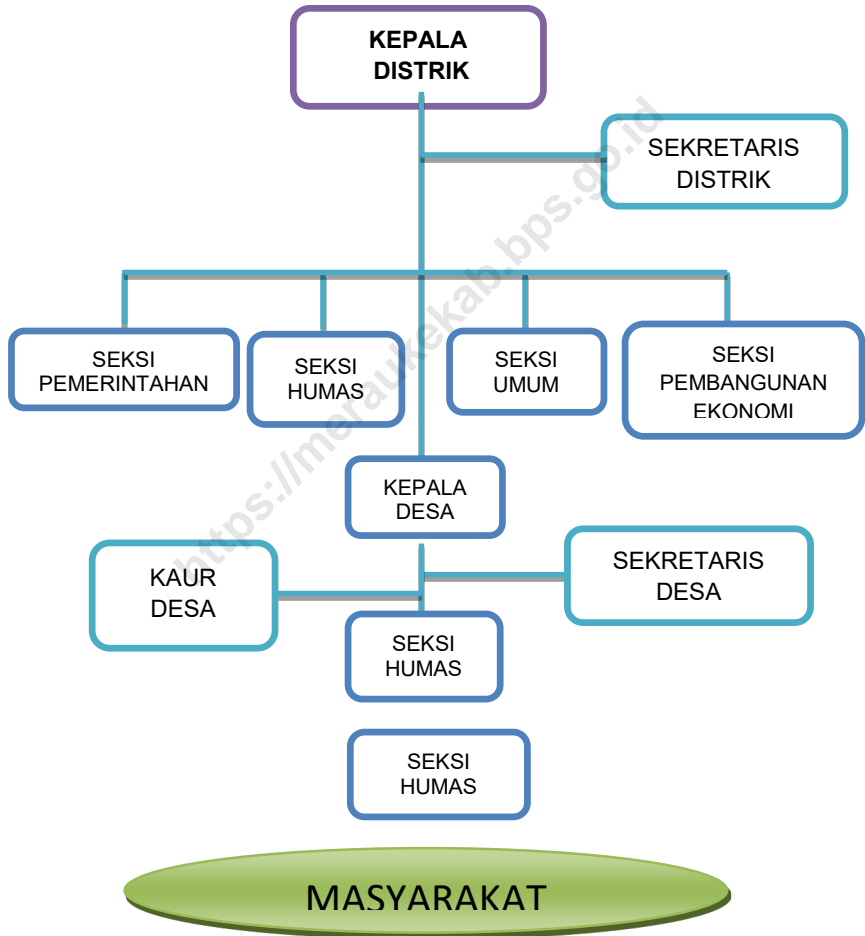 KEPALA
DISTRIK
SEKRETARIS
DISTRIK
SEKSI
PEMERINTAHAN
SEKSI
HUMAS
SEKSI
UMUM
SEKSI
PEMBANGUNAN
EKONOMI
KEPALA
DESA
KAUR
DESA
SEKRETARIS
DESA
SEKSI
HUMAS
SEKSI
HUMAS
MASYARAKAT
https://meraukekab.bps.go.id